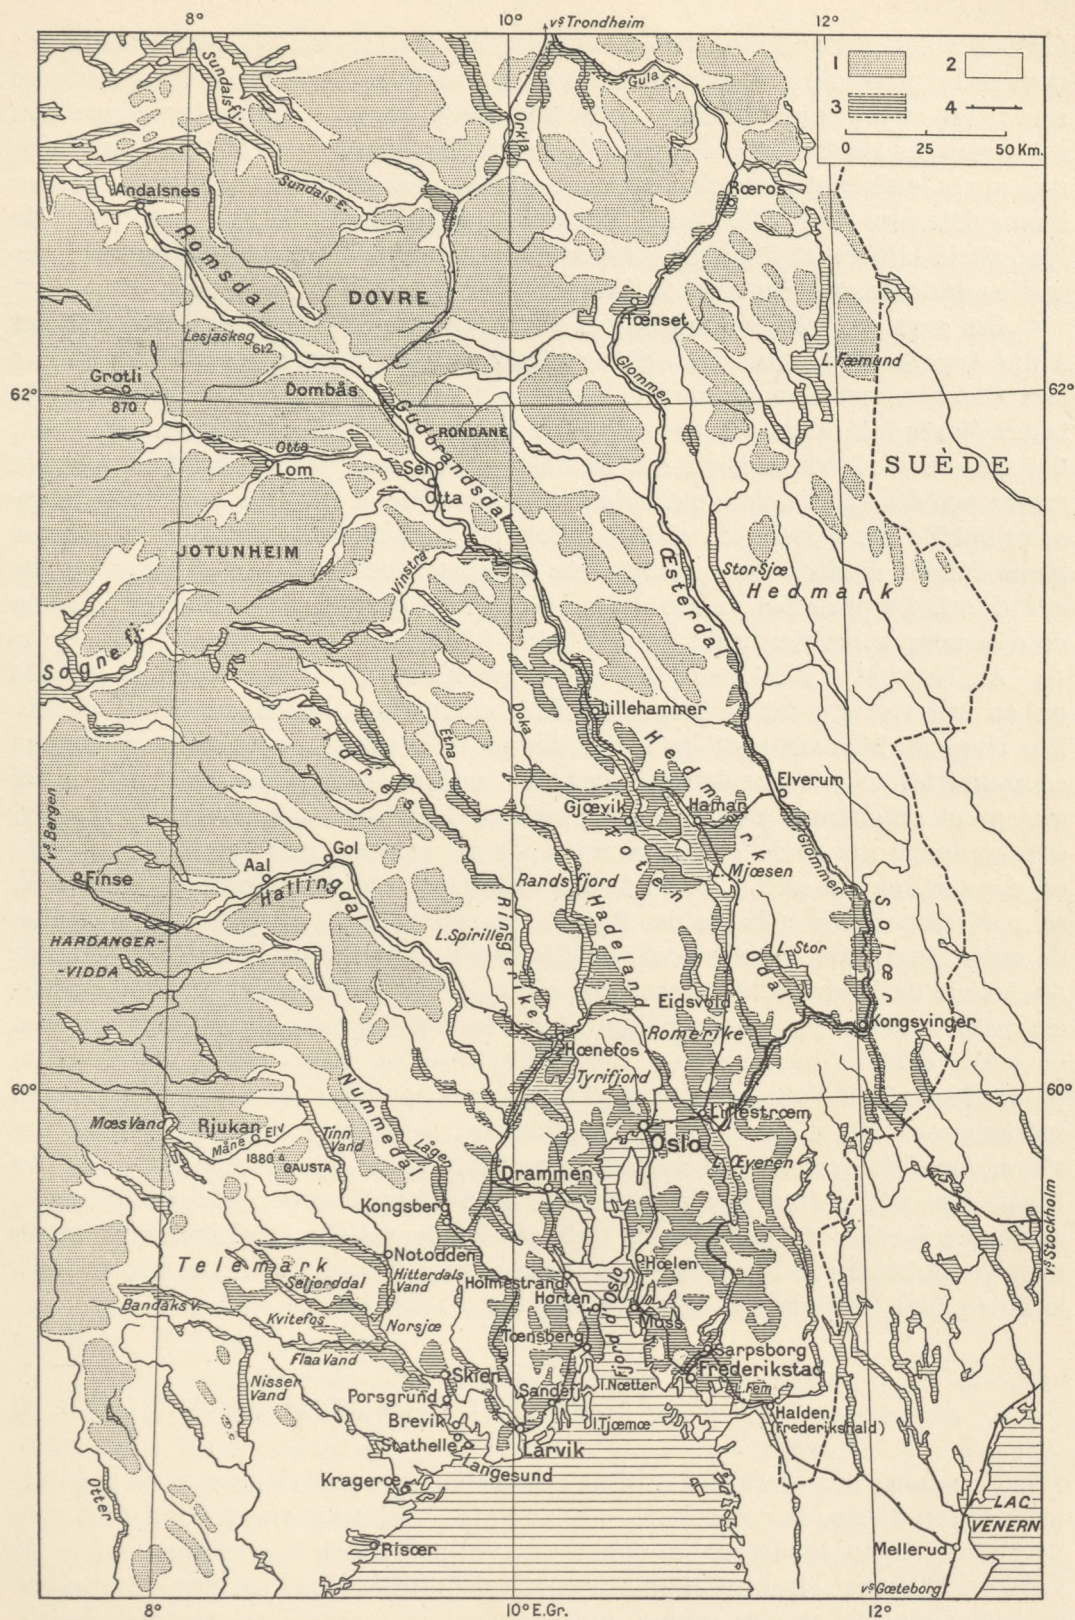 8°
10°
vˢ Trondheim
12°
Sundalsfj.
Gula E.
1
2
3
4
0 25 50 Km.
Orkla
Andalsnes
Sundals E.
Rœros
Romsdal
DOVRE
Tœnset
Lesjaskog
612
L. Fæmund
Grotli
870
62°
62°
Dombås
Glommen
Gudbrandsdal
RONDANE
Otta
Lom
Sel
Otta
SUÈDE
JOTUNHEIM
Vinstra
Œsterdal
Storsjœ
Hedmark
Sognefj.
Valdres
Etna
Dokka
Lillehammer
Hedmark
Elverum
vˢ Bergen
Gjœvik
Hamar
Toten
Glommen
Gol
Aal
Finse
Hallingdal
L. Mjœsen
Randsfjord
Ringerike
Hadeland
Solœr
HARDANGER-
-VIDDA
L. Spirillen
L. Stor
Odal
Eidsvold
Romerike
Kongsvinger
Hœnefos
Tyrifjord
60°
60°
Nummedal
Mœs Vand
Rjukan
Måne Elv
1880
GAUSTA
Tinn
Vand
Lågen
Lillestrœm
Oslo
L. Œyeren
Drammen
Kongsberg
vˢ Stockholm
Telemark
Notodden
Hitterdals
Vand
Seljorddal
Holmestrand
Horten
Hœlen
Fjord d'Oslo
Moss
Bandaks V.
Kvitefos
Norsjœ
Flaa Vand
Tœnsberg
Sarpsborg
Frederikstad
Nisser
Vand
Skien
Porsgrund
Sandefj.
I. Nœtter
L. Fem
Brevik
I. Tjœmœ
Halden
(Frederikshald)
Stathelle
Larvik
Langesund
Kragerœ
Otter
LAC
VENERN
Risœr
Mellerud
vˢ Gœteborg
8°
10° E. Gr.
12°